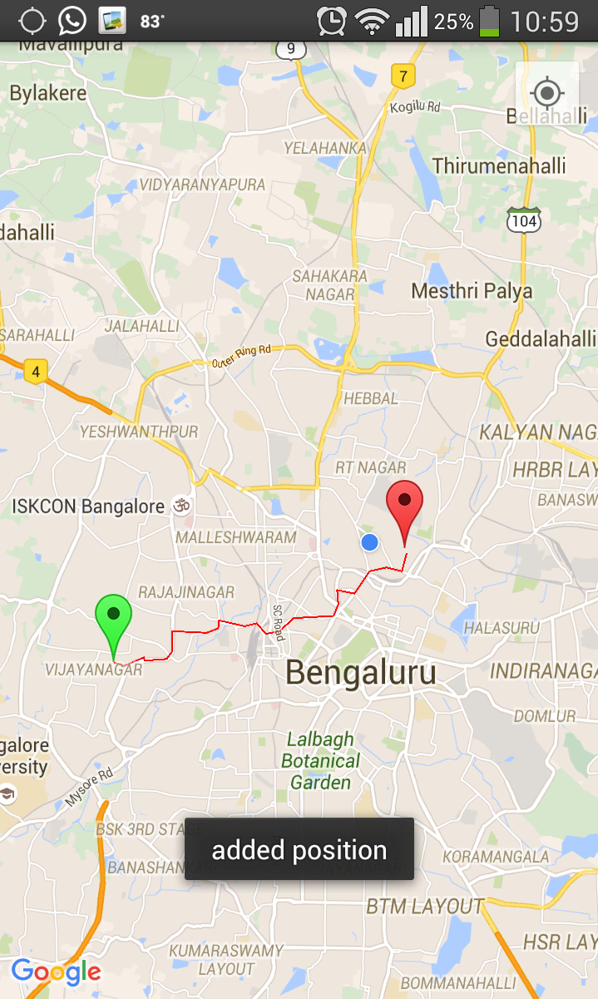 83°
25%
10:59
Mavallipura
9
7
Bylakere
Kogilu Rd
Bellahalli
YELAHANKA
Thirumenahalli
VIDYARANYAPURA
104
dahalli
SAHAKARA
NAGAR
Mesthri Palya
JALAHALLI
SARAHALLI
Geddalahalli
Outer Ring Rd
4
HEBBAL
YESHWANTHPUR
KALYAN NAG
RT NAGAR
HRBR LAY
ISKCON Bangalore
BANASW
MALLESHWARAM
RAJAJINAGAR
SC Road
HALASURU
VIJAYANAGAR
Bengaluru
INDIRANAGA
DOMLUR
galore
ersity
Lalbagh
Botanical
Garden
Mysore Rd
BSK 3RD STAGE
added position
KORAMANGALA
BANASHANKARI
BTM LAYOUT
HSR LAY
KUMARASWAMY
LAYOUT
Google
BOMMANAHALLI